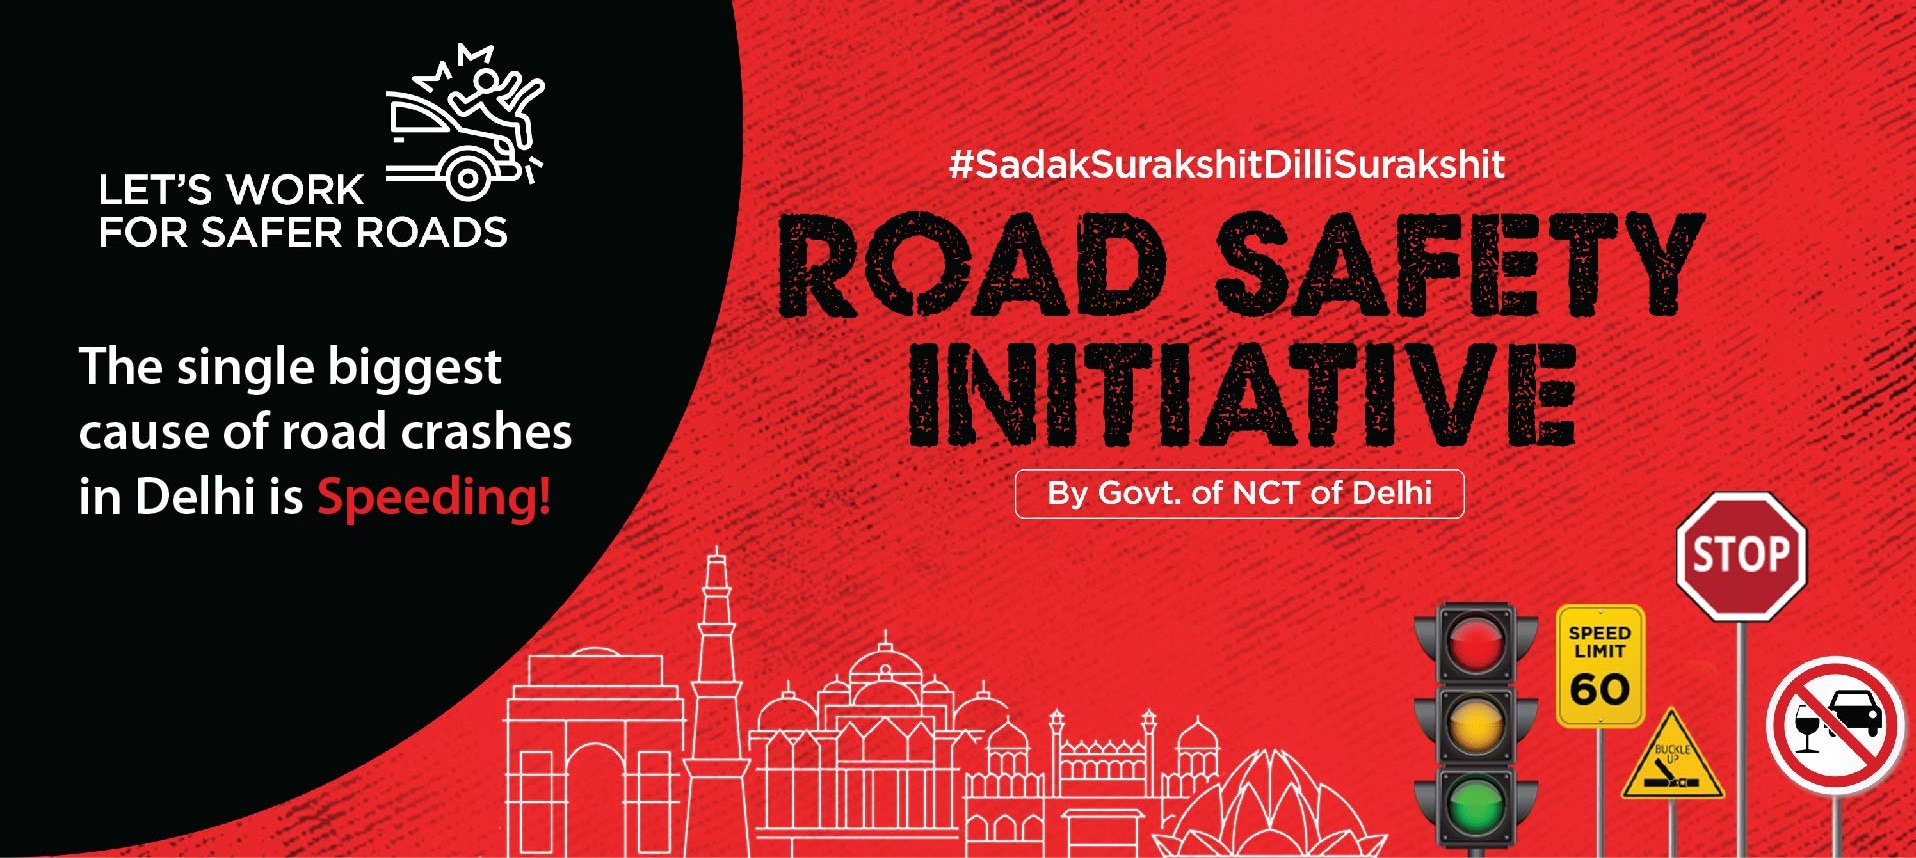 LET'S WORK
FOR SAFER ROADS
The single biggest
cause of road crashes
in Delhi is Speeding!
#SadakSurakshitDilliSurakshit
ROAD SAFETY
INITIATIVE
By Govt. of NCT of Delhi
STOP
SPEED
LIMIT
60
BUCKLE
UP